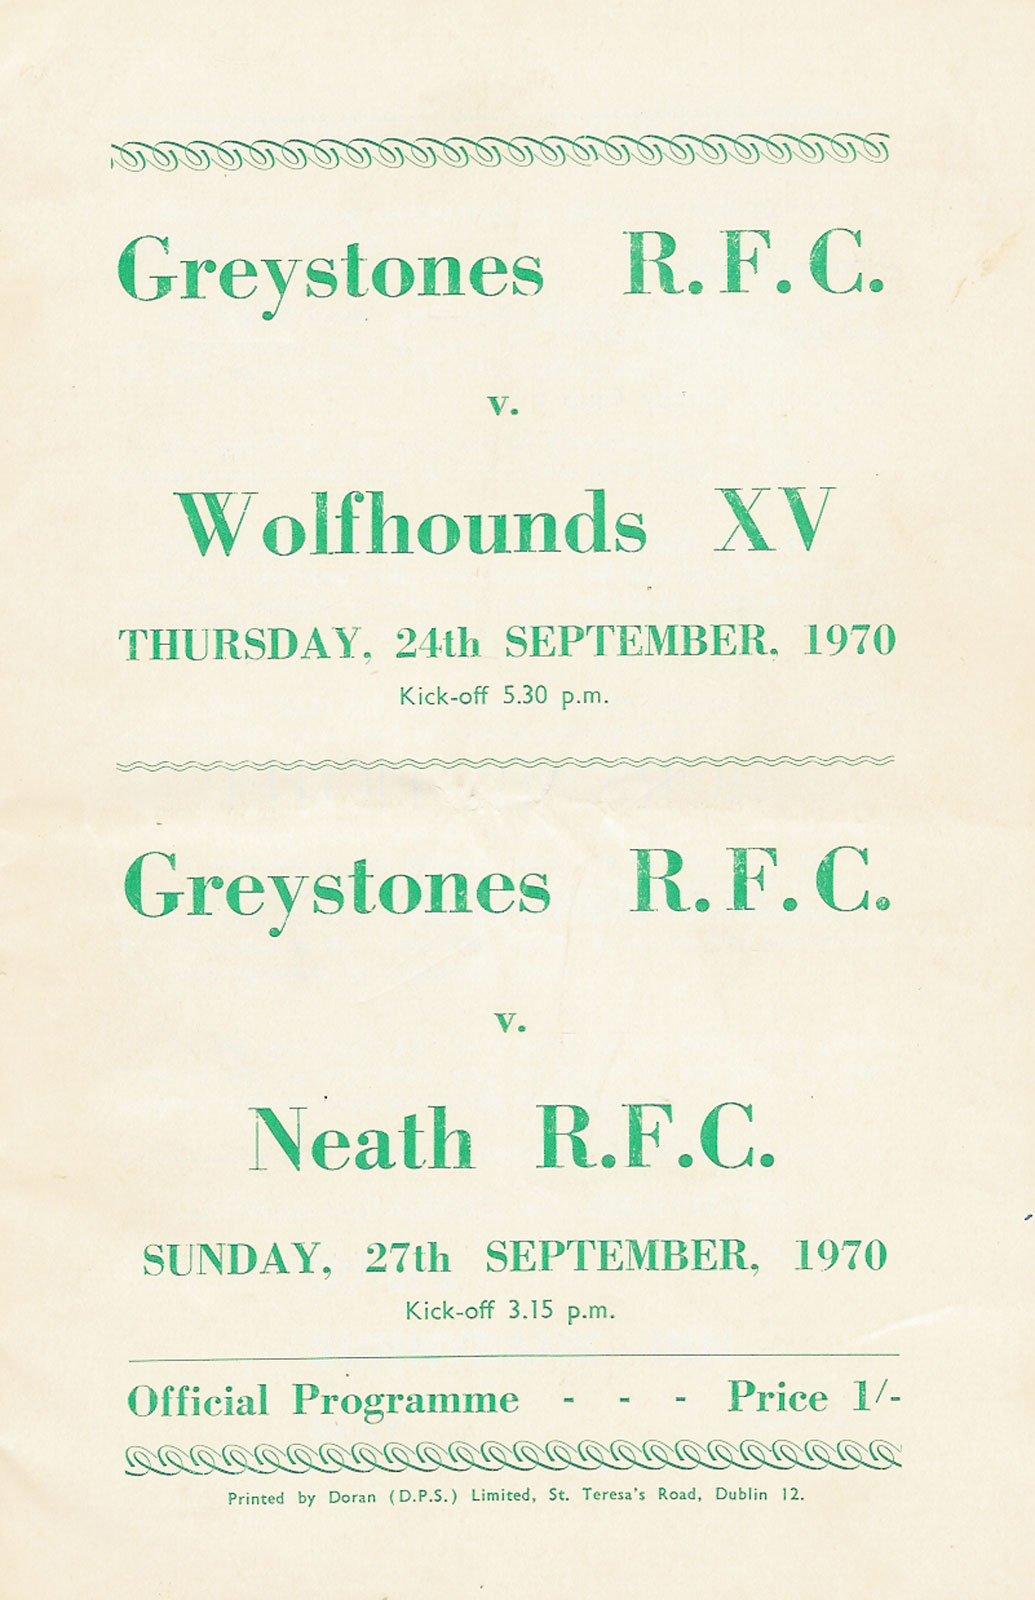 Greystones R.F.C.
v.
Wolfhounds XV
THURSDAY, 24th SEPTEMBER, 1970
Kick-off 5.30 p.m.
Greystones R.F.C.
v.
Neath R.F.C.
SUNDAY, 27th SEPTEMBER, 1970
Kick-off 3.15 p.m.
Official Programme - - - Price 1/-
Printed by Doran (D.P.S.) Limited, St. Teresa's Road, Dublin 12.